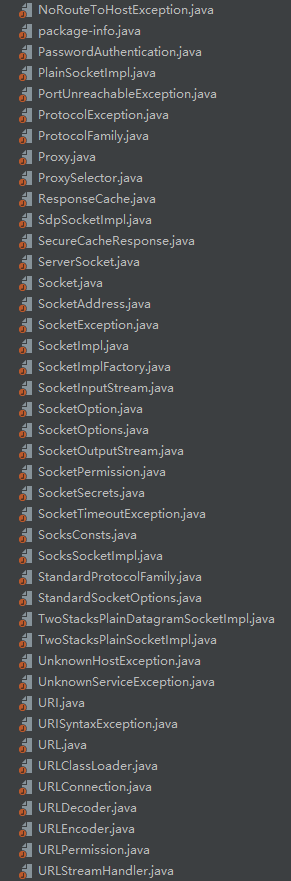 NoRouteToHostException.java
package-info.java
PasswordAuthentication.java
PlainSocketImpl.java
PortUnreachableException.java
ProtocolException.java
ProtocolFamily.java
Proxy.java
ProxySelector.java
ResponseCache.java
SdpSocketImpl.java
SecureCacheResponse.java
ServerSocket.java
Socket.java
SocketAddress.java
SocketException.java
SocketImpl.java
SocketImplFactory.java
SocketInputStream.java
SocketOption.java
SocketOptions.java
SocketOutputStream.java
SocketPermission.java
SocketSecrets.java
SocketTimeoutException.java
SocksConsts.java
SocksSocketImpl.java
StandardProtocolFamily.java
StandardSocketOptions.java
TwoStacksPlainDatagramSocketImpl.java
TwoStacksPlainSocketImpl.java
UnknownHostException.java
UnknownServiceException.java
URI.java
URISyntaxException.java
URL.java
URLClassLoader.java
URLConnection.java
URLDecoder.java
URLEncoder.java
URLPermission.java
URLStreamHandler.java